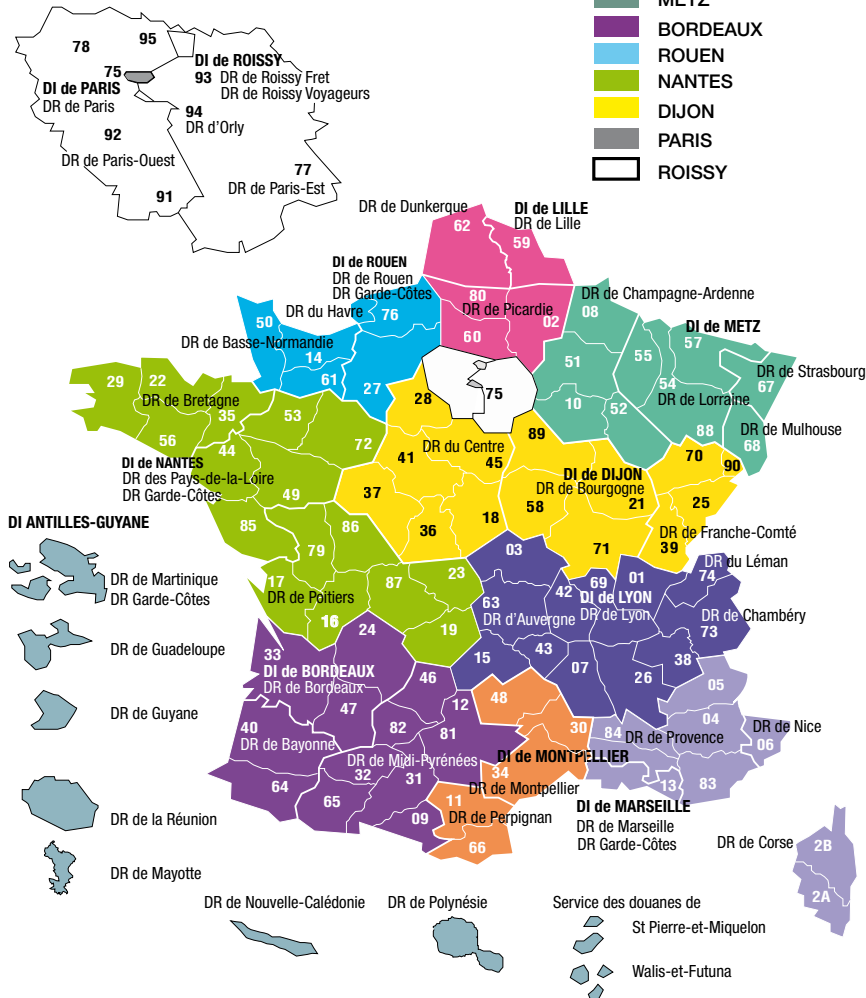 METZ
BORDEAUX
ROUEN
NANTES
DIJON
PARIS
ROISSY
78
95
75
DI de PARIS
DR de Paris
DI de ROISSY
93 DR de Roissy Fret
DR de Roissy Voyageurs
94
DR d'Orly
92
DR de Paris-Ouest
77
DR de Paris-Est
91
DR de Dunkerque
62
DI de LILLE
DR de Lille
59
DI de ROUEN
DR de Rouen
DR Garde-Côtes
DR du Havre
76
80
DR de Picardie
02
60
DR de Champagne-Ardenne
08
50
DR de Basse-Normandie
14
61
27
DI de METZ
57
51
55
54
DR de Lorraine
DR de Strasbourg
67
10
52
88
DR de Mulhouse
68
29
22
DR de Bretagne
35
56
53
44
72
28
75
89
DR du Centre
45
41
DI de NANTES
DR des Pays-de-la-Loire
DR Garde-Côtes
49
37
36
18
58
DI de DIJON
DR de Bourgogne
21
70
90
25
DR de Franche-Comté
39
71
DI ANTILLES-GUYANE
85
79
86
17
DR de Poitiers
16
87
23
19
03
63
DR d'Auvergne
42
69
01
DI de LYON
DR de Lyon
DR du Léman
74
DR de Chambéry
73
38
15
43
07
26
DR de Martinique
DR Garde-Côtes
DR de Guadeloupe
DR de Guyane
DR de la Réunion
DR de Mayotte
24
33
DI de BORDEAUX
DR de Bordeaux
47
40
DR de Bayonne
64
46
12
82
81
DR de Midi-Pyrénées
32
31
65
09
48
30
DI de MONTPELLIER
34
DR de Montpellier
11
DR de Perpignan
66
05
04
84
DR de Provence
DR de Nice
06
13
83
DI de MARSEILLE
DR de Marseille
DR Garde-Côtes
DR de Corse
2B
2A
DR de Nouvelle-Calédonie
DR de Polynésie
Service des douanes de
St Pierre-et-Miquelon
Walis-et-Futuna